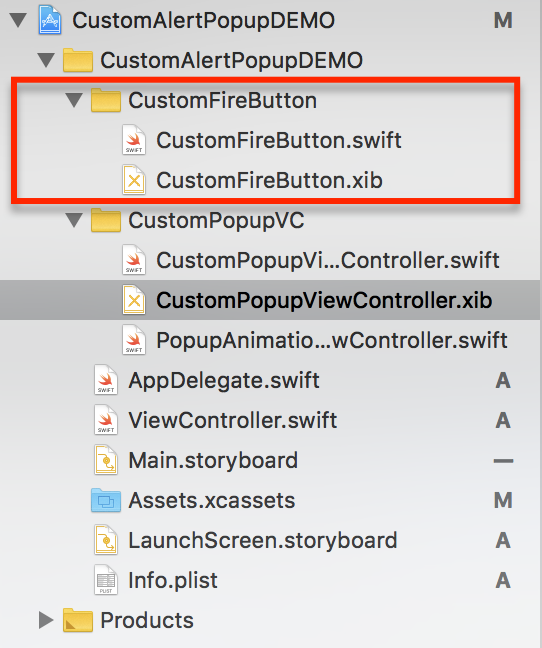 CustomAlertPopupDEMO M
CustomAlertPopupDEMO
CustomFireButton
SWIFT CustomFireButton.swift
CustomFireButton.xib
CustomPopupVC
SWIFT CustomPopupVi...Controller.swift
CustomPopupViewController.xib
SWIFT PopupAnimatio...wController.swift
SWIFT AppDelegate.swift A
SWIFT ViewController.swift A
Main.storyboard —
Assets.xcassets M
LaunchScreen.storyboard A
PLIST Info.plist A
Products